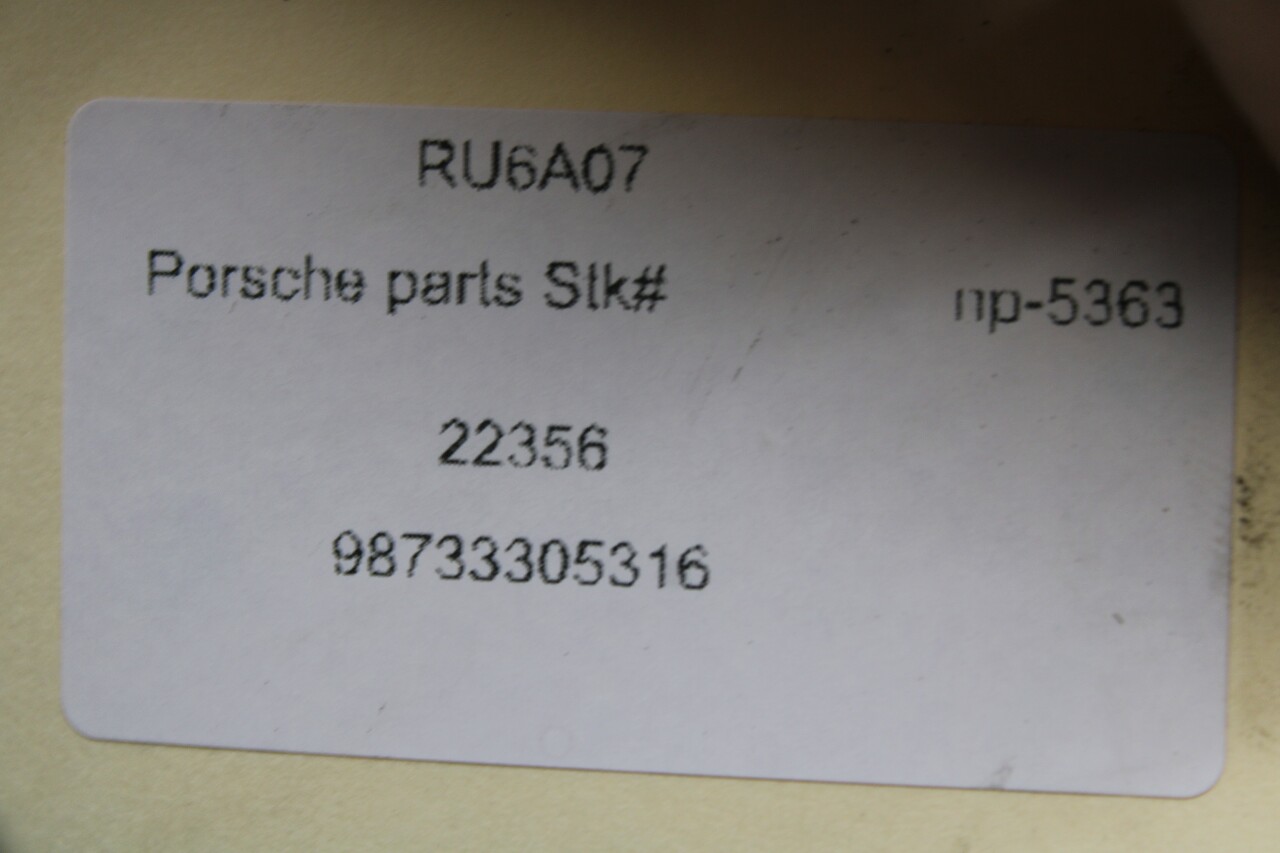 RU6A07
Porsche parts Stk# np-5363
22356
98733305316